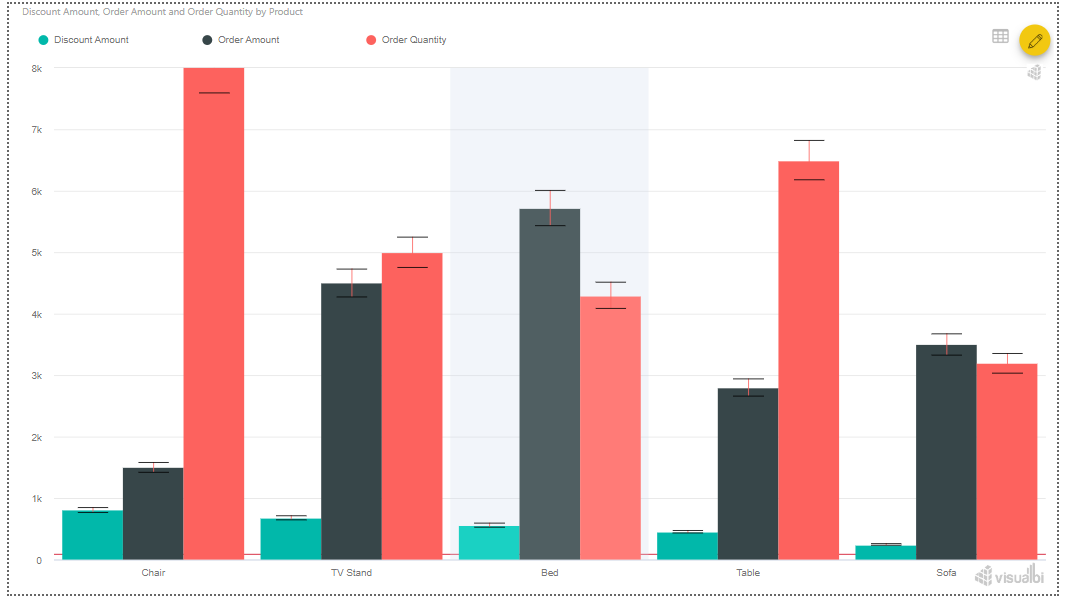 Discount Amount, Order Amount and Order Quantity by Product
Discount Amount
Order Amount
Order Quantity
8k
7k
6k
5k
4k
3k
2k
1k
0
Chair
TV Stand
Bed
Table
Sofa
visualbi